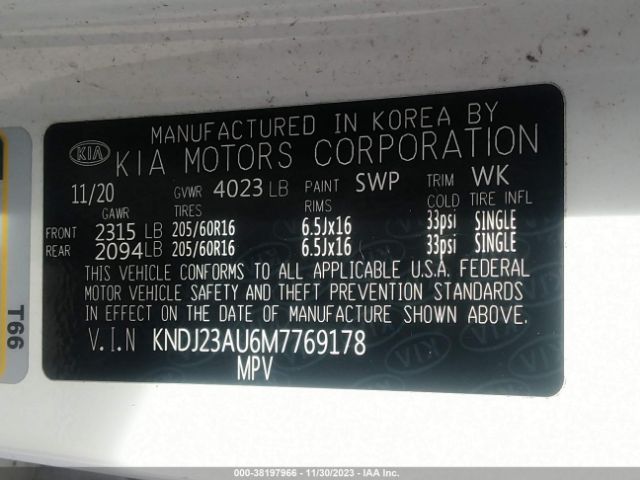 MANUFACTURED IN KOREA BY
KIA KIA MOTORS CORPORATION
11/20 GVWR 4023 LB PAINT SWP TRIM WK
GAWR TIRES RIMS COLD TIRE INFL
FRONT 2315 LB 205/60R16 6.5Jx16 33psi SINGLE
REAR 2094 LB 205/60R16 6.5Jx16 33psi SINGLE
THIS VEHICLE CONFORMS TO ALL APPLICABLE U.S.A. FEDERAL
MOTOR VEHICLE SAFETY AND THEFT PREVENTION STANDARDS
IN EFFECT ON THE DATE OF MANUFACTURE SHOWN ABOVE.
V.I.N KNDJ23AU6M7769178
MPV
T66
000-38197966 - 11/30/2023 - IAAI.COM